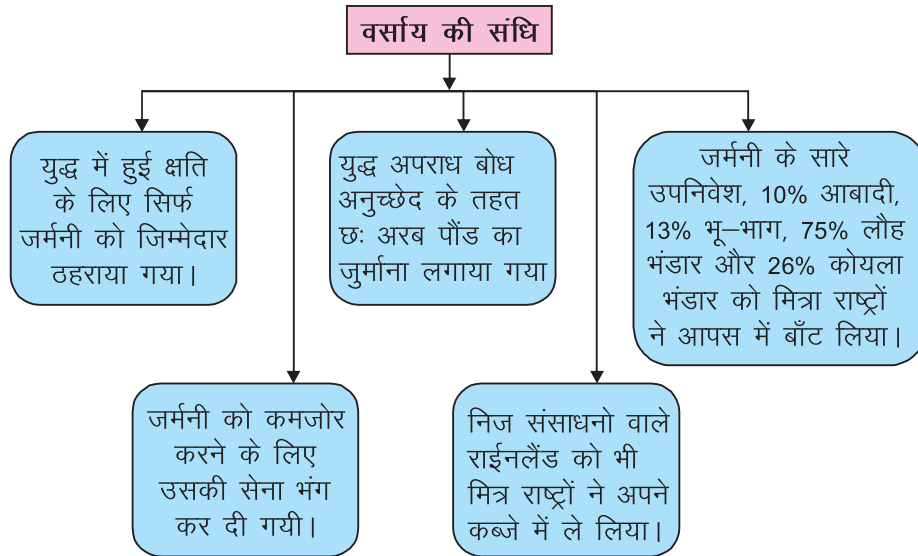 वर्साय की संधि
युद्ध में हुई क्षति
के लिए सिर्फ
जर्मनी को जिम्मेदार
ठहराया गया।
युद्ध अपराध बोध
अनुच्छेद के तहत
छः अरब पौंड का
जुर्माना लगाया गया
जर्मनी के सारे
उपनिवेश, 10% आबादी,
13% भू–भाग, 75% लौह
भंडार और 26% कोयला
भंडार को मित्रा राष्ट्रों
ने आपस में बाँट लिया।
जर्मनी को कमजोर
करने के लिए
उसकी सेना भंग
कर दी गयी।
निज संसाधनो वाले
राईनलैंड को भी
मित्र राष्ट्रों ने अपने
कब्जे में ले लिया।